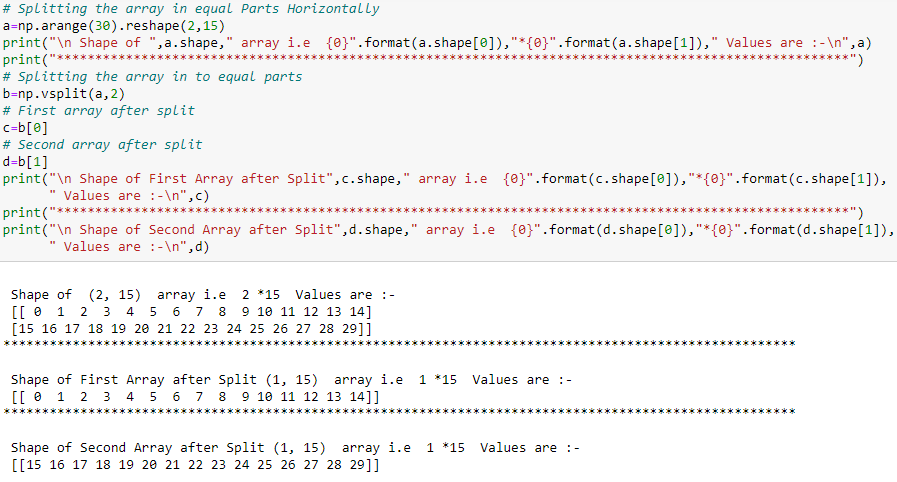 # Splitting the array in equal Parts Horizontally
a=np.arange(30).reshape(2,15)
print("\n Shape of ",a.shape," array i.e  {0}".format(a.shape[0]),"*{0}".format(a.shape[1])," Values are :-\n",a)
print("*******************************************************************************************************")
# Splitting the array in to equal parts
b=np.vsplit(a,2)
# First array after split
c=b[0]
# Second array after split
d=b[1]
print("\n Shape of First Array after Split",c.shape," array i.e  {0}".format(c.shape[0]),"*{0}".format(c.shape[1]),
      " Values are :-\n",c)
print("*******************************************************************************************************")
print("\n Shape of Second Array after Split",d.shape," array i.e  {0}".format(d.shape[0]),"*{0}".format(d.shape[1]),
      " Values are :-\n",d)
 Shape of  (2, 15)  array i.e  2 *15  Values are :-
 [[ 0  1  2  3  4  5  6  7  8  9 10 11 12 13 14]
 [15 16 17 18 19 20 21 22 23 24 25 26 27 28 29]]
*******************************************************************************************************
 Shape of First Array after Split (1, 15)  array i.e  1 *15  Values are :-
 [[ 0  1  2  3  4  5  6  7  8  9 10 11 12 13 14]]
*******************************************************************************************************
 Shape of Second Array after Split (1, 15)  array i.e  1 *15  Values are :-
 [[15 16 17 18 19 20 21 22 23 24 25 26 27 28 29]]